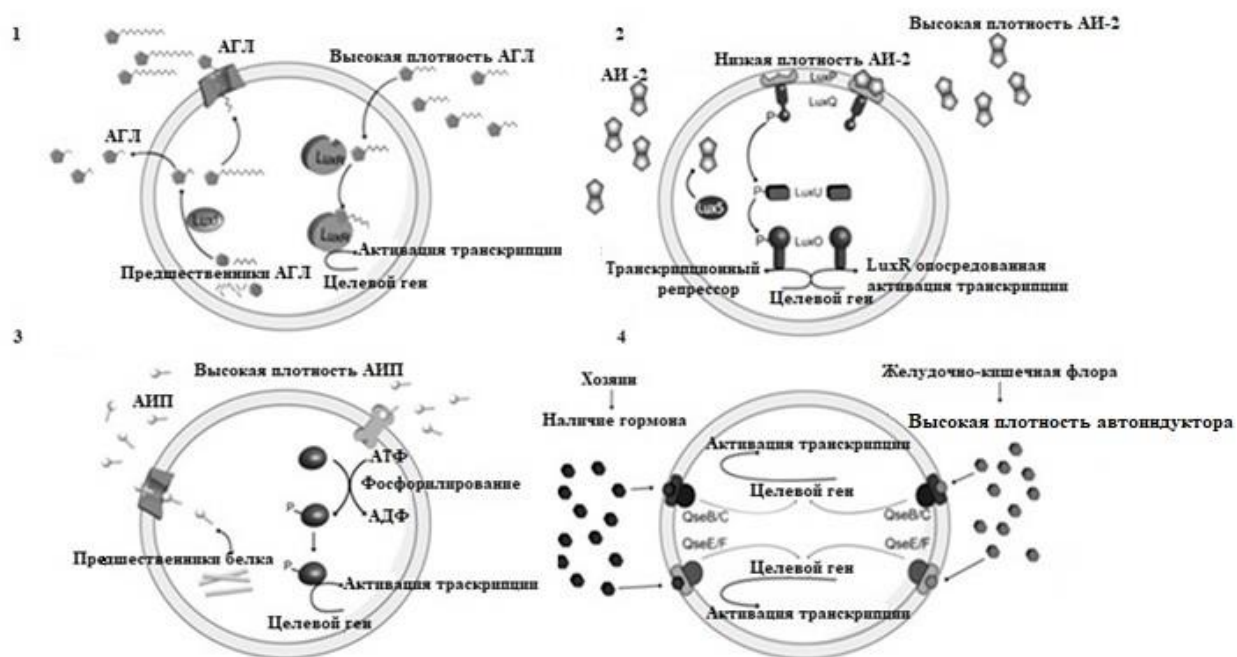 1
АГЛ
Высокая плотность АГЛ
АГЛ
LuxI
LuxR
LuxR
Активация транскрипции
Предшественники АГЛ
Целевой ген
2
Высокая плотность АИ-2
Низкая плотность АИ-2
АИ -2
LuxP
LuxQ
P
LuxS
P
LuxU
P
LuxO
Транскрипционный
репрессор
LuxR опосредованная
активация транскрипции
Целевой ген
3
Высокая плотность АИП
АИП
АТФ
Фосфорилирование
P
АДФ
Предшественники белка
P
Активация траскрипции
Целевой ген
4
Хозяин
Желудочно-кишечная флора
Наличие гормона
Высокая плотность автоиндуктора
Активация транскрипции
Целевой ген
QseB/C
QseB/C
QseE/F
QseE/F
Целевой ген
Активация транскрипции